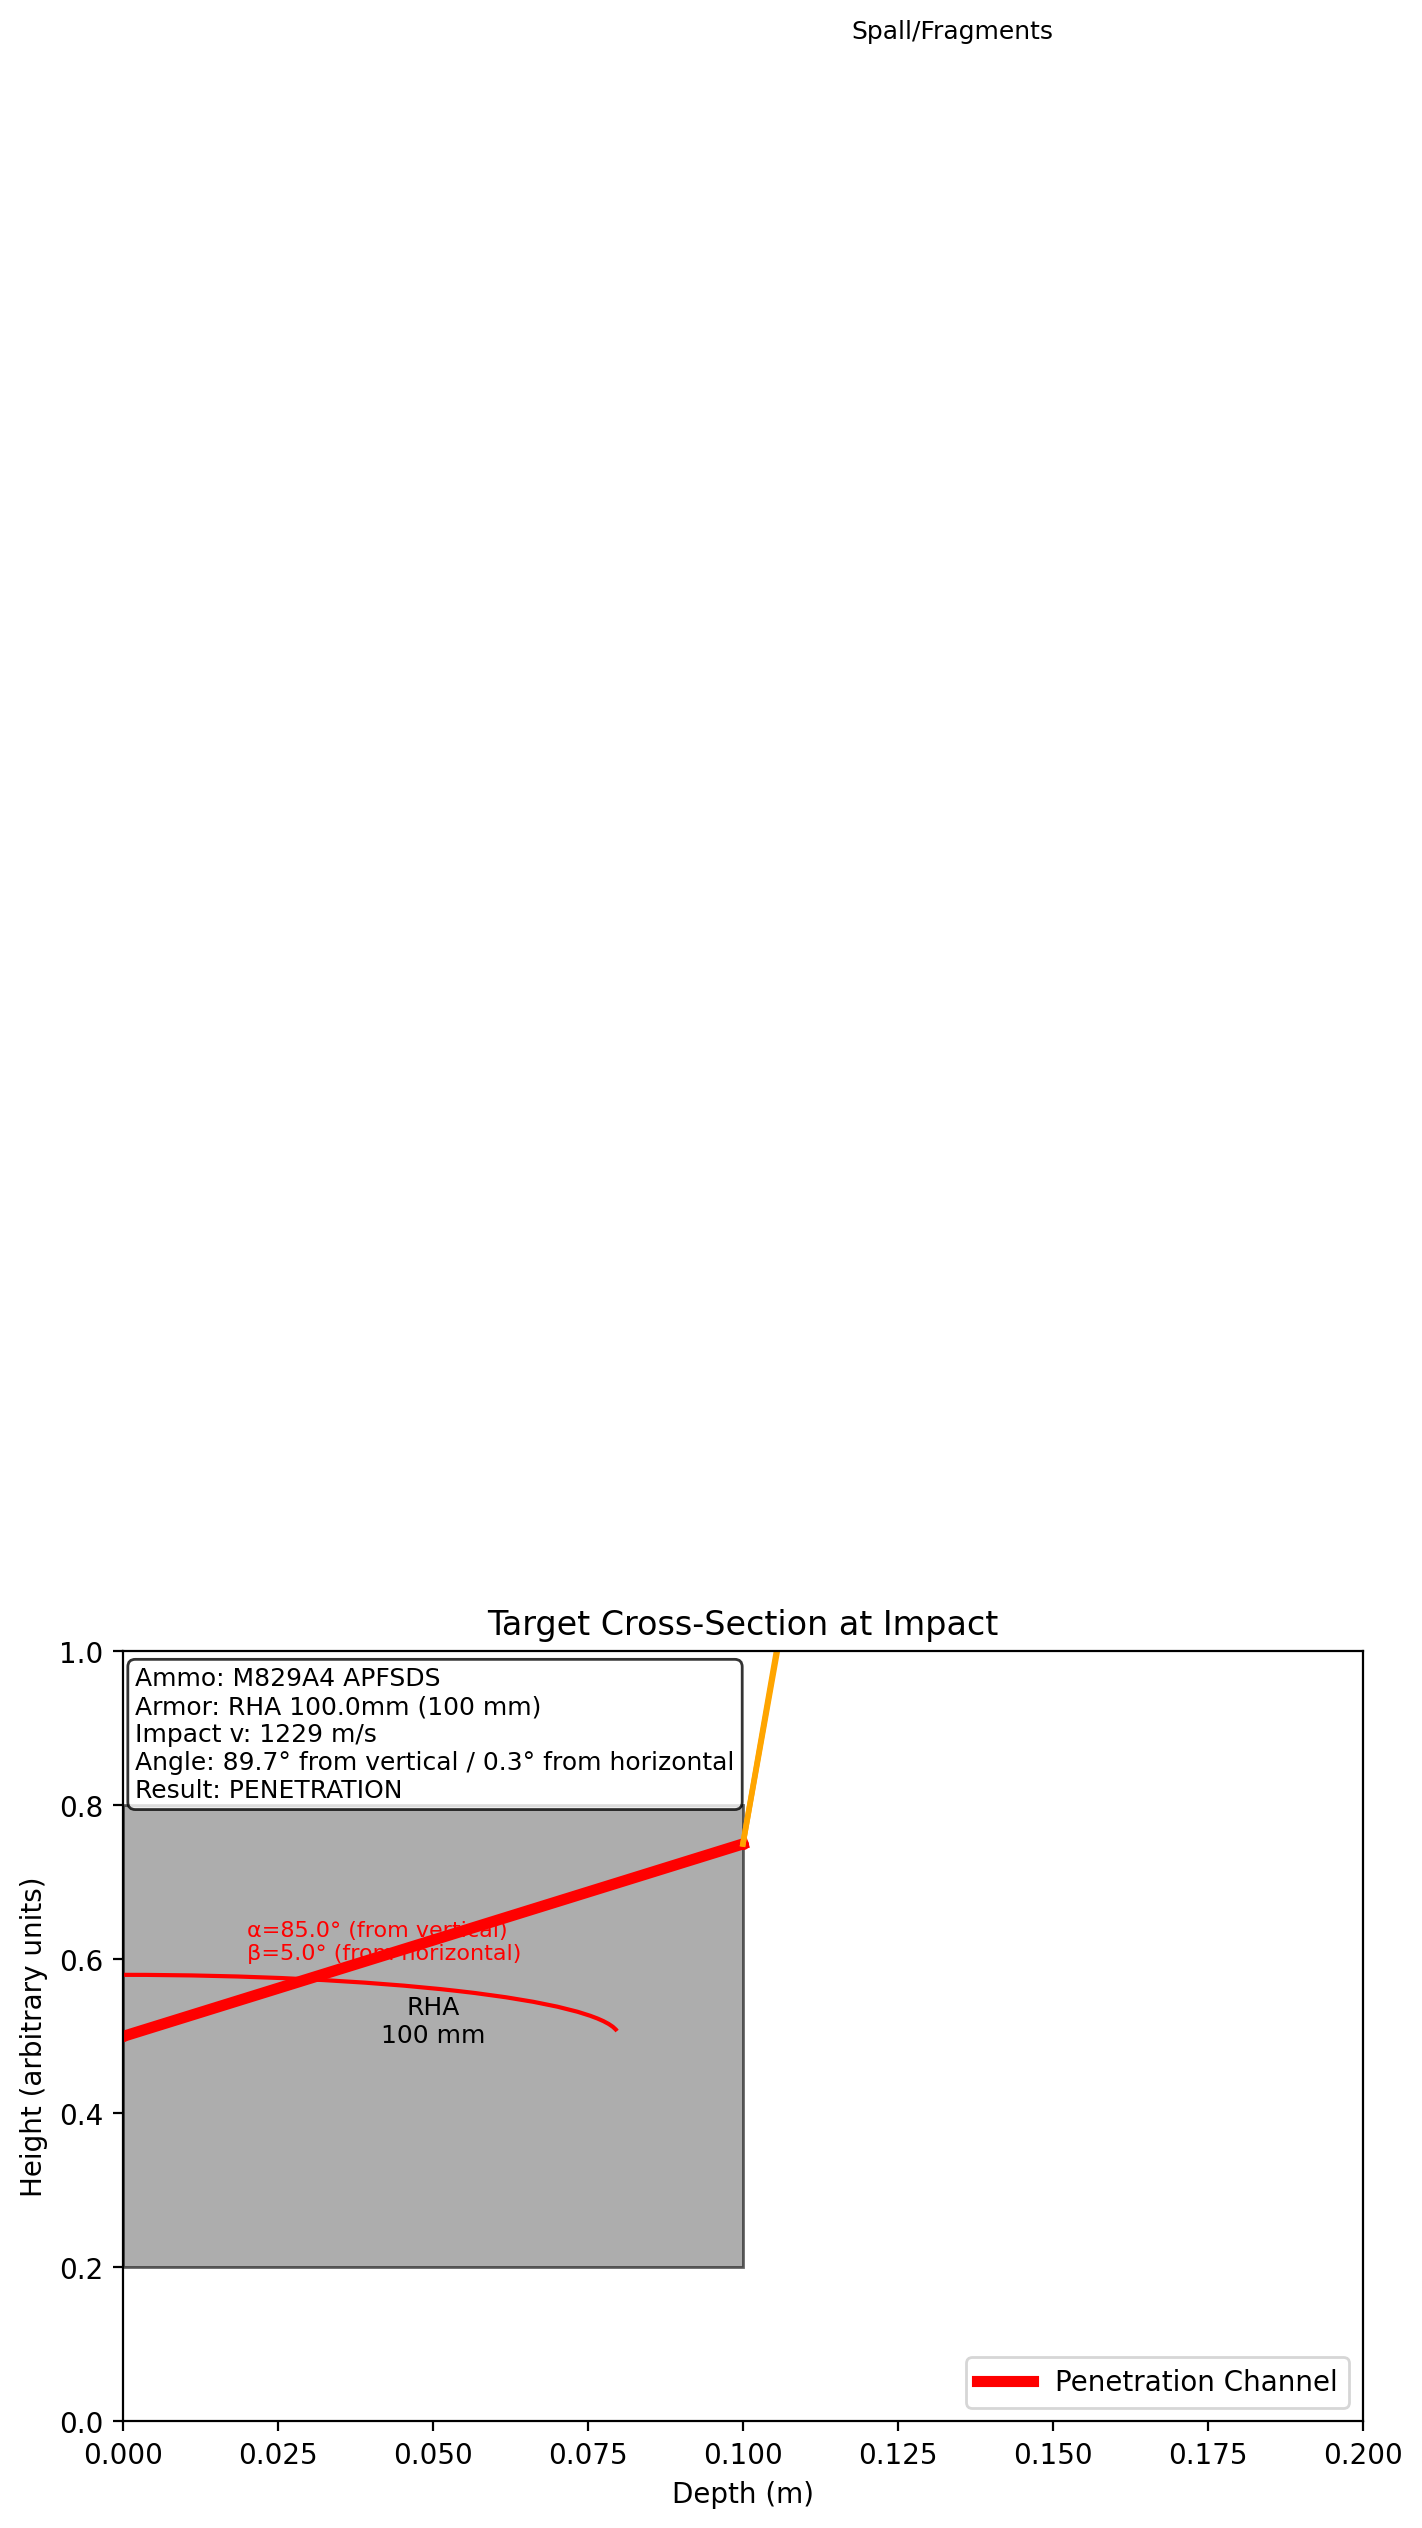 Spall/Fragments
Target Cross-Section at Impact
Ammo: M829A4 APFSDS
Armor: RHA 100.0mm (100 mm)
Impact v: 1229 m/s
Angle: 89.7° from vertical / 0.3° from horizontal
Result: PENETRATION
α=85.0° (from vertical)
β=5.0° (from horizontal)
RHA
100 mm
Penetration Channel
Height (arbitrary units)
1.0
0.8
0.6
0.4
0.2
0.0
0.000 0.025 0.050 0.075 0.100 0.125 0.150 0.175 0.200
Depth (m)